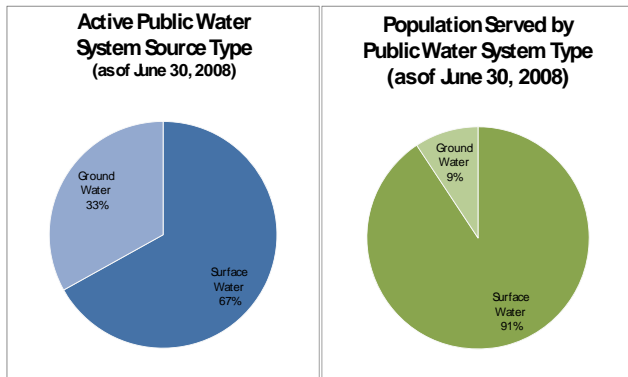 Active Public Water
System Source Type
(as of June 30, 2008)
Ground
Water
33%
Surface
Water
67%
Population Served by
Public Water System Type
(as of June 30, 2008)
Ground
Water
9%
Surface
Water
91%